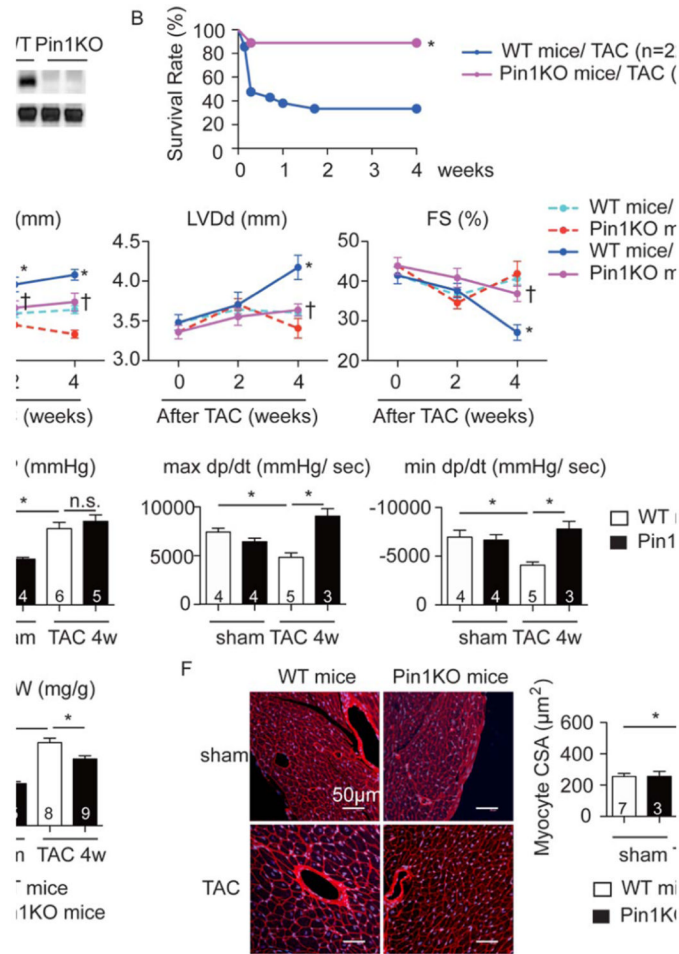 B
Pin1KO
Survival Rate (%)
100
80
60
40
20
0
0 1 2 3 4 weeks
WT mice/ TAC (n=2
Pin1KO mice/ TAC (
*
(mm)
LVDd (mm)
FS (%)
4.5
4.0
3.5
3.0
50
40
30
20
WT mice/
Pin1KO m
WT mice/
Pin1KO m
* * † †
* †
† *
2 4
0 2 4
0 2 4
(weeks)
After TAC (weeks)
After TAC (weeks)
(mmHg)
max dp/dt (mmHg/ sec)
min dp/dt (mmHg/ sec)
* n.s.
* *
* *
10000
5000
0
-10000
-5000
0
4 6 5
4 4 5 3
4 4 5 3
TAC 4w
sham TAC 4w
sham TAC 4w
WT
Pin1
W (mg/g)
*
8 9
TAC 4w
mice
1KO mice
F
WT mice
Pin1KO mice
sham
50μm
TAC
Myocyte CSA (μm²)
600
400
200
0
*
7 3
sham
WT mi
Pin1K